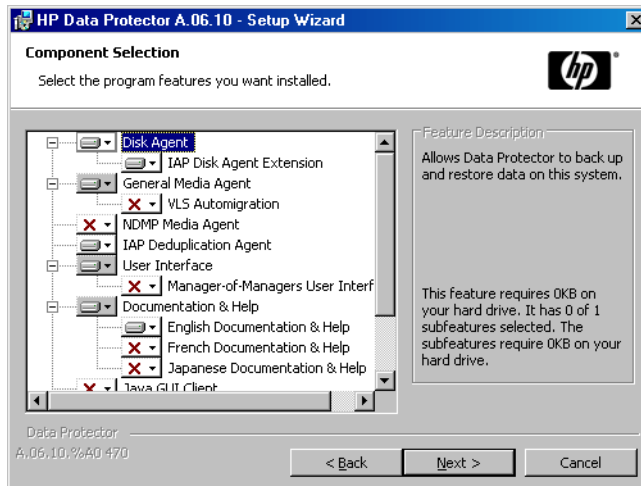 HP Data Protector A.06.10 - Setup Wizard
Component Selection
Select the program features you want installed.
hp
Disk Agent
IAP Disk Agent Extension
General Media Agent
VLS Automigration
NDMP Media Agent
IAP Deduplication Agent
User Interface
Manager-of-Managers User Interf
Documentation & Help
English Documentation & Help
French Documentation & Help
Japanese Documentation & Help
Java GUI Client
Feature Description
Allows Data Protector to back up
and restore data on this system.
This feature requires 0KB on
your hard drive. It has 0 of 1
subfeatures selected. The
subfeatures require 0KB on your
hard drive.
Data Protector
A.06.10.%A0 470
< Back
Next >
Cancel